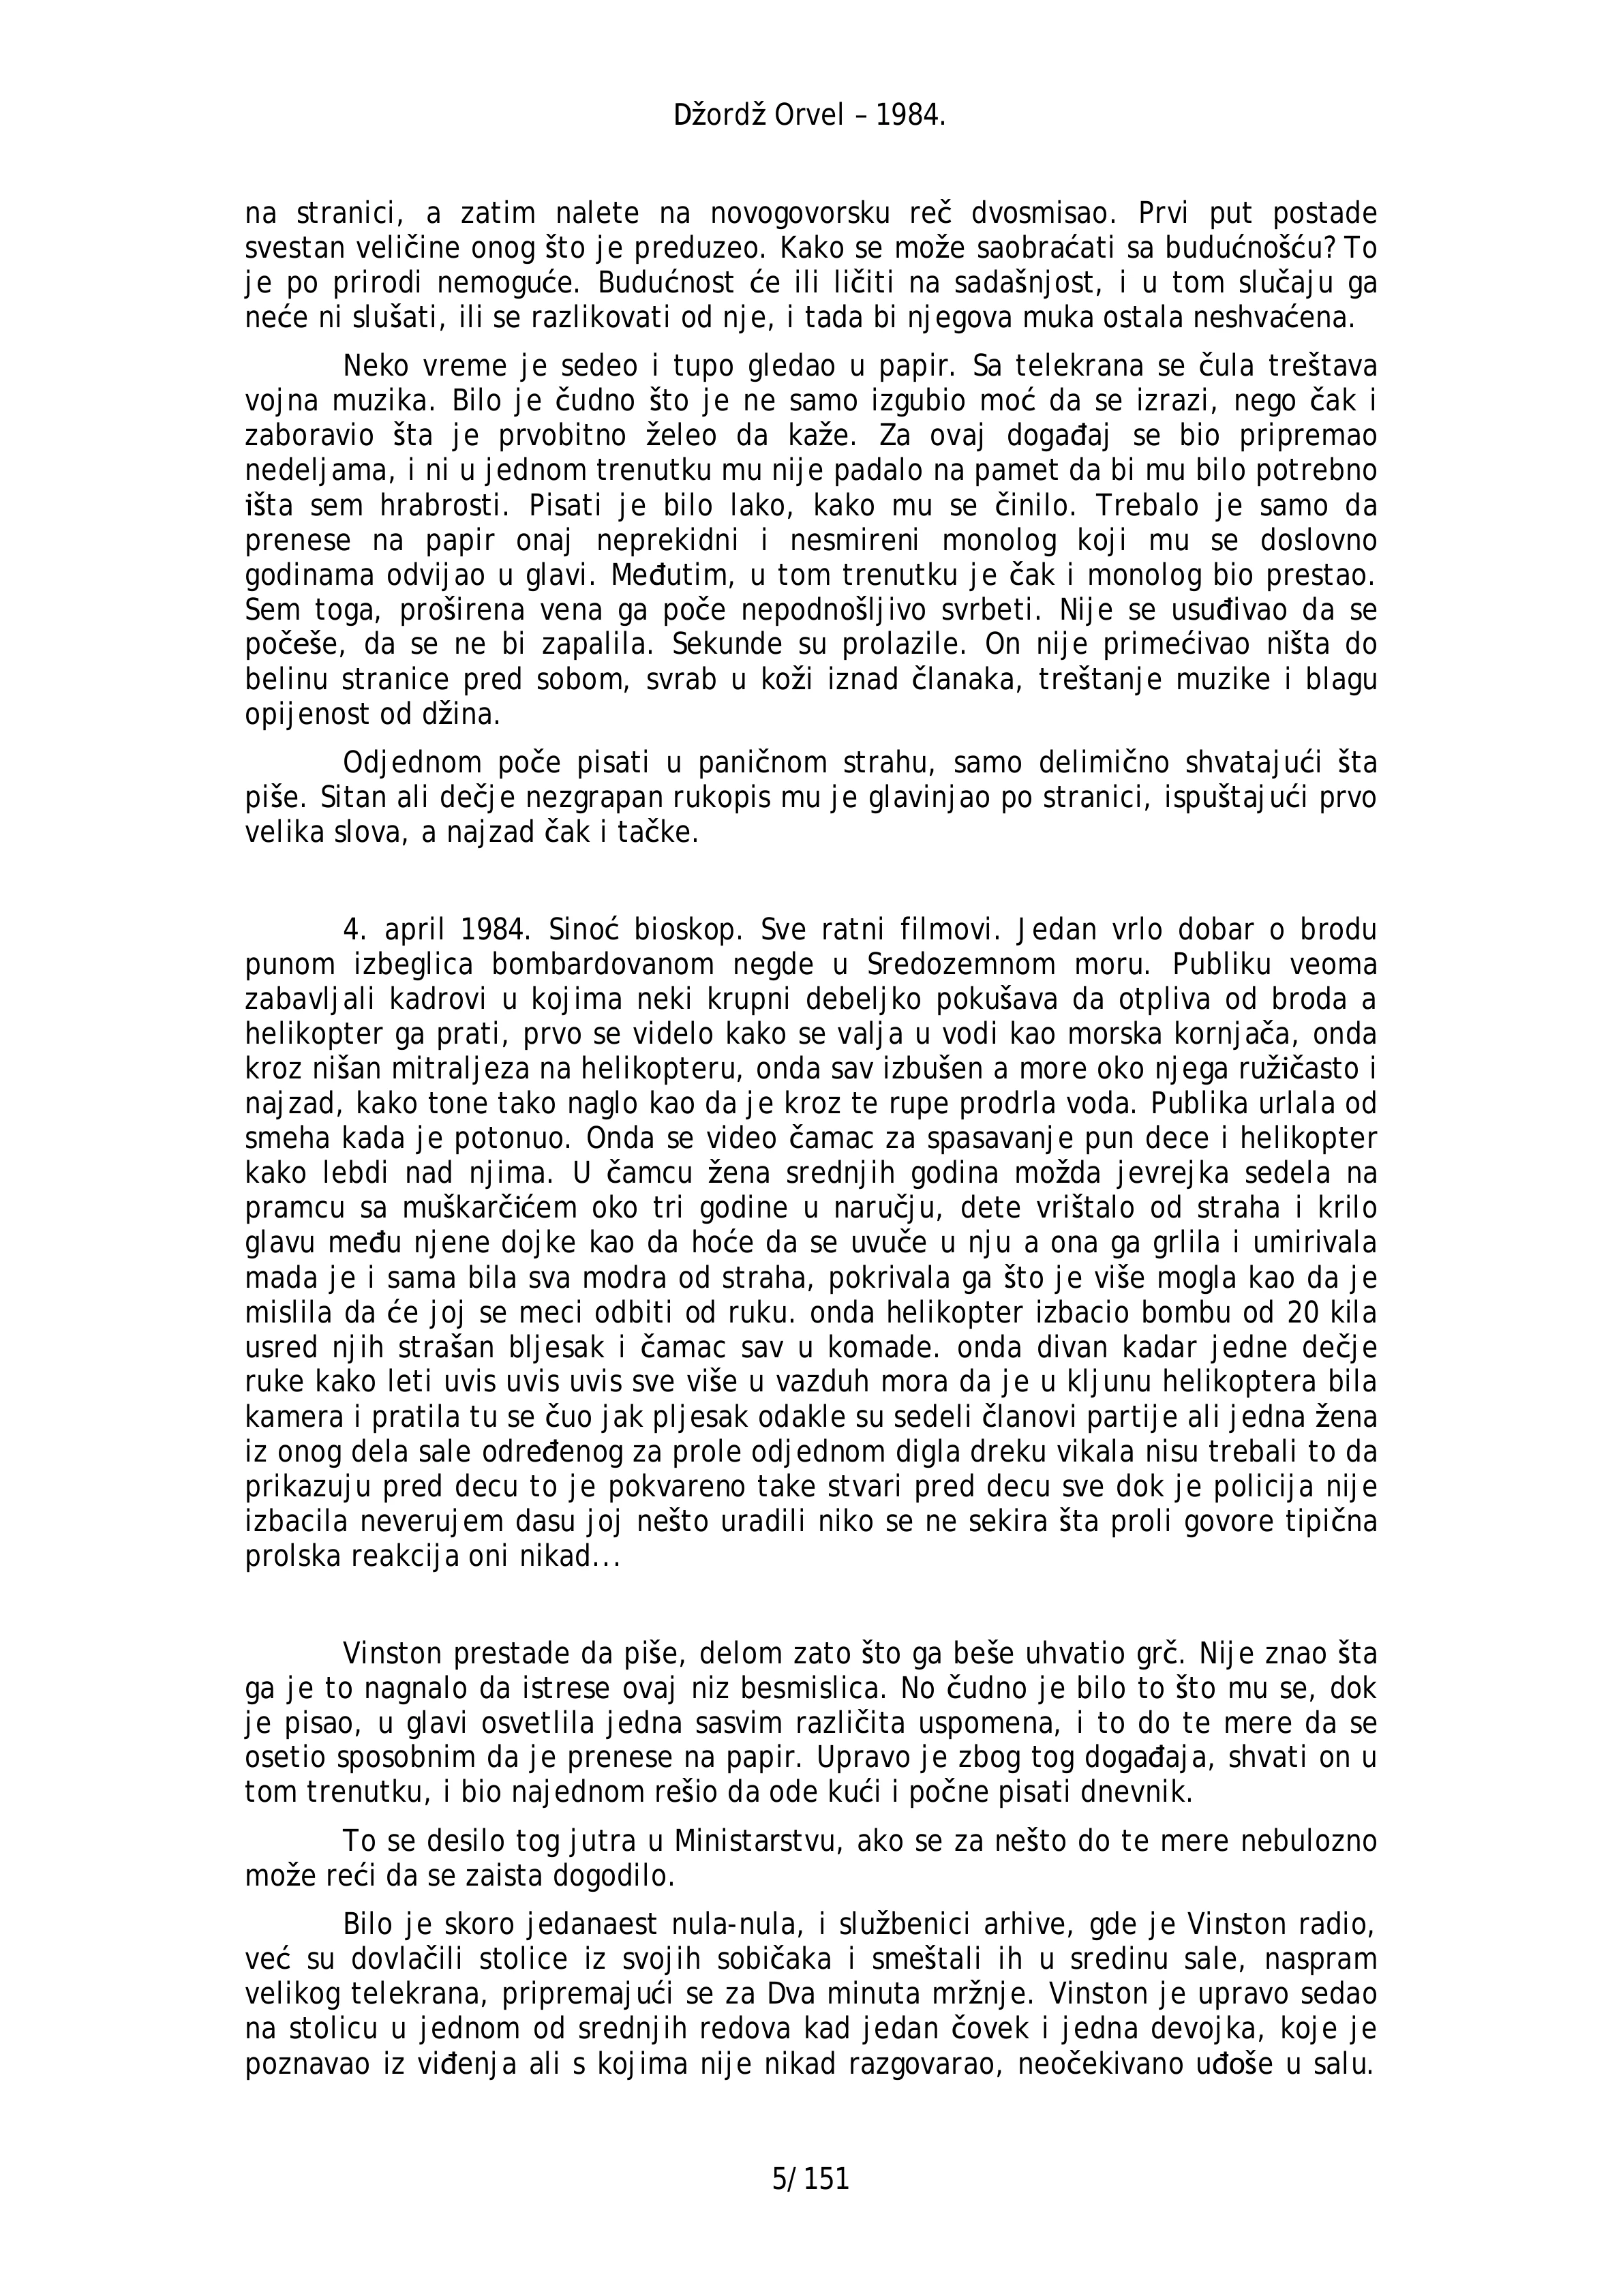 Džordž Orvel – 1984.
na stranici, a zatim nalete na novogovorsku reč dvosmisao. Prvi put postade
svestan veličine onog što je preduzeo. Kako se može saobraćati sa budućnošću? To
je po prirodi nemoguće. Budućnost će ili ličiti na sadašnjost, i u tom slučaju ga
neće ni slušati, ili se razlikovati od nje, i tada bi njegova muka ostala neshvaćena.
Neko vreme je sedeo i tupo gledao u papir. Sa telekrana se čula treštava
vojna muzika. Bilo je čudno što je ne samo izgubio moć da se izrazi, nego čak i
zaboravio šta je prvobitno želeo da kaže. Za ovaj događaj se bio pripremao
nedeljama, i ni u jednom trenutku mu nije padalo na pamet da bi mu bilo potrebno
išta sem hrabrosti. Pisati je bilo lako, kako mu se činilo. Trebalo je samo da
prenese na papir onaj neprekidni i nesmireni monolog koji mu se doslovno
godinama odvijao u glavi. Međutim, u tom trenutku je čak i monolog bio prestao.
Sem toga, proširena vena ga poče nepodnošljivo svrbeti. Nije se usuđivao da se
počeše, da se ne bi zapalila. Sekunde su prolazile. On nije primećivao ništa do
belinu stranice pred sobom, svrab u koži iznad članaka, treštanje muzike i blagu
opijenost od džina.
Odjednom poče pisati u paničnom strahu, samo delimično shvatajući šta
piše. Sitan ali dečje nezgrapan rukopis mu je glavinjao po stranici, ispuštajući prvo
velika slova, a najzad čak i tačke.
4. april 1984. Sinoć bioskop. Sve ratni filmovi. Jedan vrlo dobar o brodu
punom izbeglica bombardovanom negde u Sredozemnom moru. Publiku veoma
zabavljali kadrovi u kojima neki krupni debeljko pokušava da otpliva od broda a
helikopter ga prati, prvo se videlo kako se valja u vodi kao morska kornjača, onda
kroz nišan mitraljeza na helikopteru, onda sav izbušen a more oko njega ružičasto i
najzad, kako tone tako naglo kao da je kroz te rupe prodrla voda. Publika urlala od
smeha kada je potonuo. Onda se video čamac za spasavanje pun dece i helikopter
kako lebdi nad njima. U čamcu žena srednjih godina možda jevrejka sedela na
pramcu sa muškarčićem oko tri godine u naručju, dete vrištalo od straha i krilo
glavu među njene dojke kao da hoće da se uvuče u nju a ona ga grlila i umirivala
mada je i sama bila sva modra od straha, pokrivala ga što je više mogla kao da je
mislila da će joj se meci odbiti od ruku. onda helikopter izbacio bombu od 20 kila
usred njih strašan bljesak i čamac sav u komade. onda divan kadar jedne dečje
ruke kako leti uvis uvis uvis sve više u vazduh mora da je u kljunu helikoptera bila
kamera i pratila tu se čuo jak pljesak odakle su sedeli članovi partije ali jedna žena
iz onog dela sale određenog za prole odjednom digla dreku vikala nisu trebali to da
prikazuju pred decu to je pokvareno take stvari pred decu sve dok je policija nije
izbacila neverujem dasu joj nešto uradili niko se ne sekira šta proli govore tipična
prolska reakcija oni nikad...
Vinston prestade da piše, delom zato što ga beše uhvatio grč. Nije znao šta
ga je to nagnalo da istrese ovaj niz besmislica. No čudno je bilo to što mu se, dok
je pisao, u glavi osvetlila jedna sasvim različita uspomena, i to do te mere da se
osetio sposobnim da je prenese na papir. Upravo je zbog tog događaja, shvati on u
tom trenutku, i bio najednom rešio da ode kući i počne pisati dnevnik.
To se desilo tog jutra u Ministarstvu, ako se za nešto do te mere nebulozno
može reći da se zaista dogodilo.
Bilo je skoro jedanaest nula-nula, i službenici arhive, gde je Vinston radio,
već su dovlačili stolice iz svojih sobičaka i smeštali ih u sredinu sale, naspram
velikog telekrana, pripremajući se za Dva minuta mržnje. Vinston je upravo sedao
na stolicu u jednom od srednjih redova kad jedan čovek i jedna devojka, koje je
poznavao iz viđenja ali s kojima nije nikad razgovarao, neočekivano uđoše u salu.
5/151